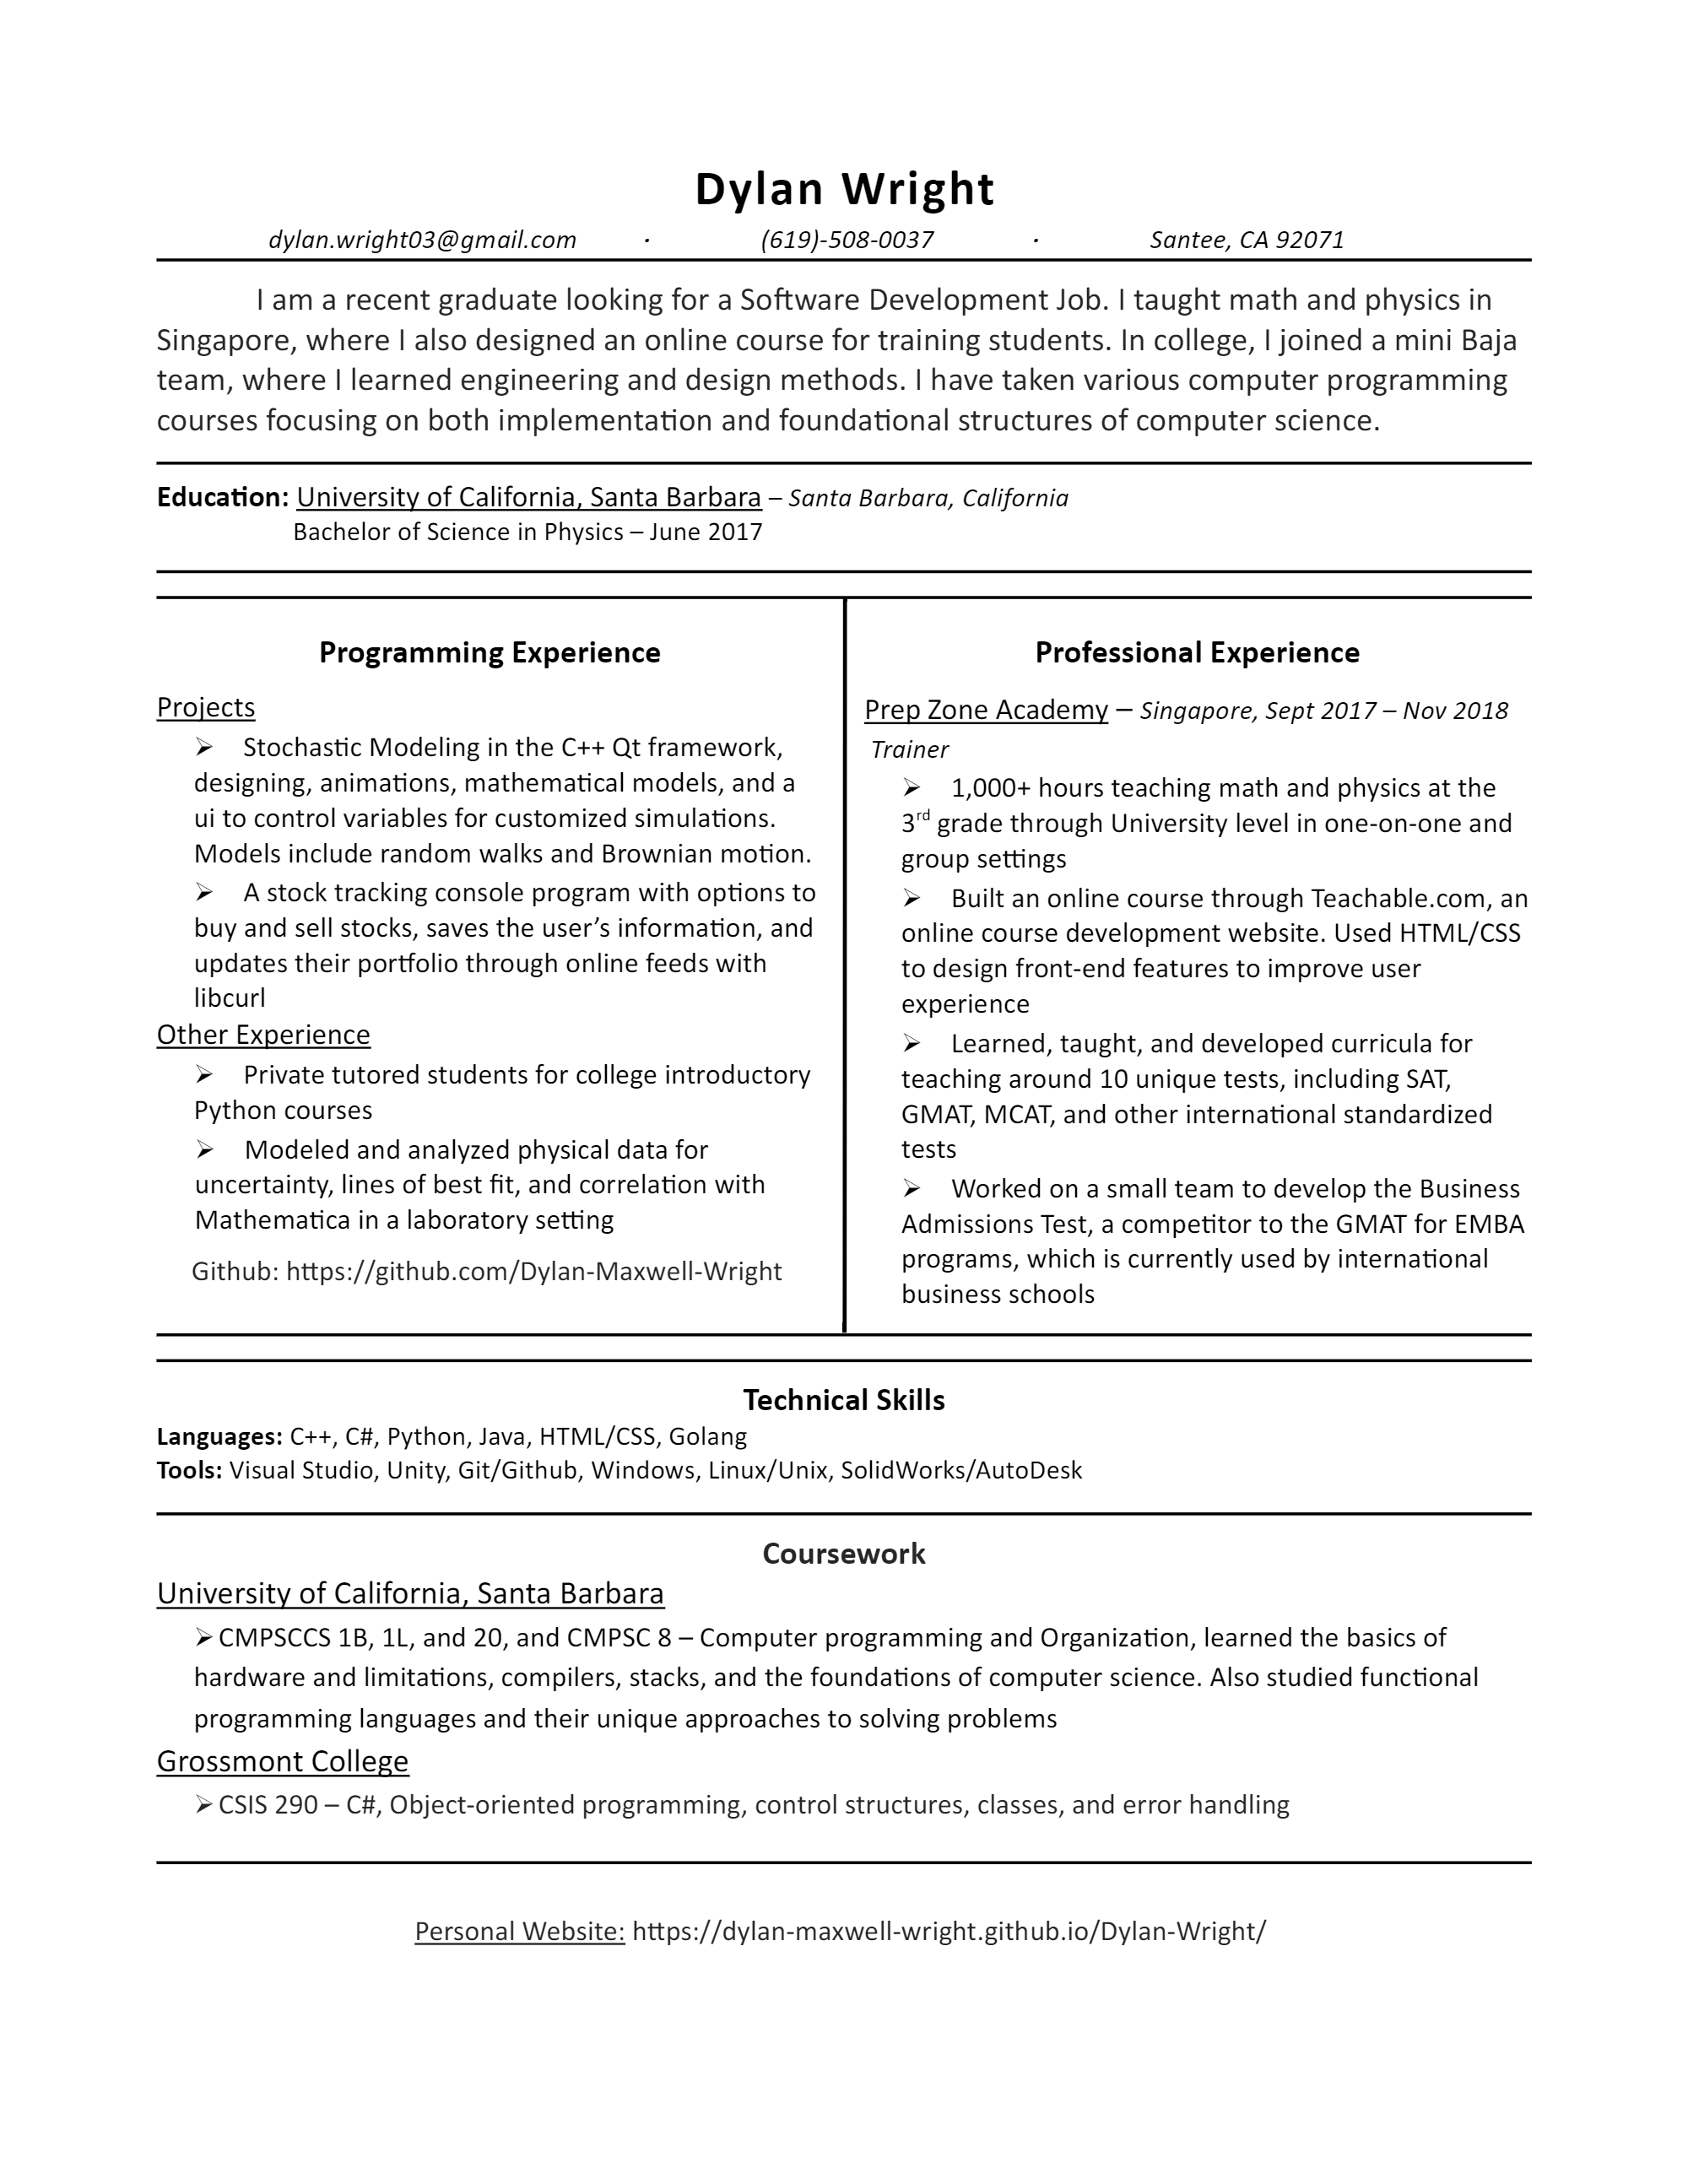 Dylan Wright
dylan.wright03@gmail.com · (619)-508-0037 · Santee, CA 92071
I am a recent graduate looking for a Software Development Job. I taught math and physics in
Singapore, where I also designed an online course for training students. In college, I joined a mini Baja
team, where I learned engineering and design methods. I have taken various computer programming
courses focusing on both implementation and foundational structures of computer science.
Education: University of California, Santa Barbara – Santa Barbara, California
Bachelor of Science in Physics – June 2017
Programming Experience
Projects
➢ Stochastic Modeling in the C++ Qt framework,
designing, animations, mathematical models, and a
ui to control variables for customized simulations.
Models include random walks and Brownian motion.
➢ A stock tracking console program with options to
buy and sell stocks, saves the user’s information, and
updates their portfolio through online feeds with
libcurl
Other Experience
➢ Private tutored students for college introductory
Python courses
➢ Modeled and analyzed physical data for
uncertainty, lines of best fit, and correlation with
Mathematica in a laboratory setting
Github: https://github.com/Dylan-Maxwell-Wright
Professional Experience
Prep Zone Academy – Singapore, Sept 2017 – Nov 2018
Trainer
➢ 1,000+ hours teaching math and physics at the
3rd grade through University level in one-on-one and
group settings
➢ Built an online course through Teachable.com, an
online course development website. Used HTML/CSS
to design front-end features to improve user
experience
➢ Learned, taught, and developed curricula for
teaching around 10 unique tests, including SAT,
GMAT, MCAT, and other international standardized
tests
➢ Worked on a small team to develop the Business
Admissions Test, a competitor to the GMAT for EMBA
programs, which is currently used by international
business schools
Technical Skills
Languages: C++, C#, Python, Java, HTML/CSS, Golang
Tools: Visual Studio, Unity, Git/Github, Windows, Linux/Unix, SolidWorks/AutoDesk
Coursework
University of California, Santa Barbara
➢ CMPSCCS 1B, 1L, and 20, and CMPSC 8 – Computer programming and Organization, learned the basics of
hardware and limitations, compilers, stacks, and the foundations of computer science. Also studied functional
programming languages and their unique approaches to solving problems
Grossmont College
➢ CSIS 290 – C#, Object-oriented programming, control structures, classes, and error handling
Personal Website: https://dylan-maxwell-wright.github.io/Dylan-Wright/